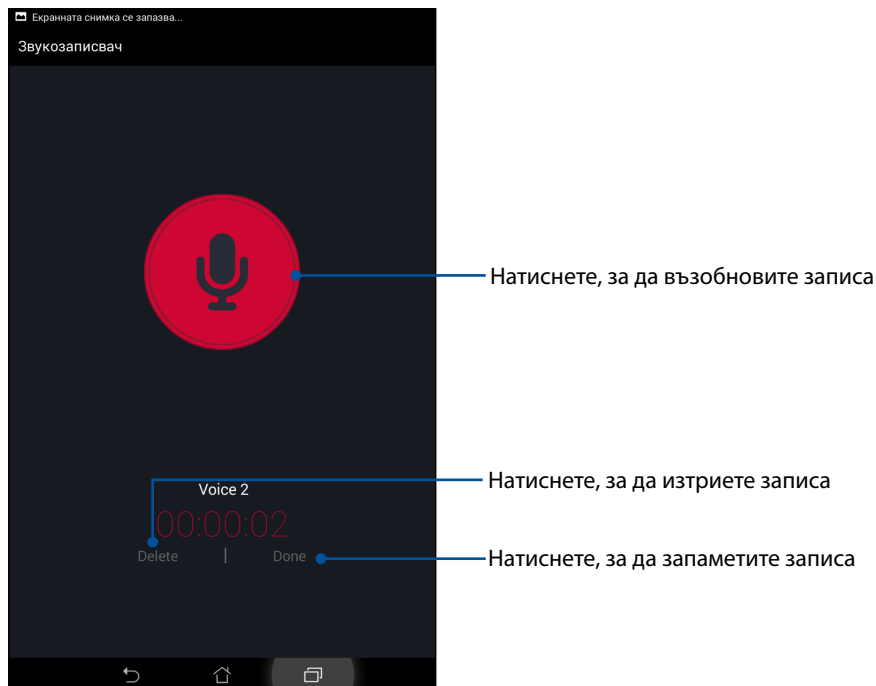 Екранната снимка се запазва...
Звукозаписвач
Натиснете, за да възобновите записа
Натиснете, за да изтриете записа
Voice 2
00:00:02
Delete | Done
Натиснете, за да запаметите записа